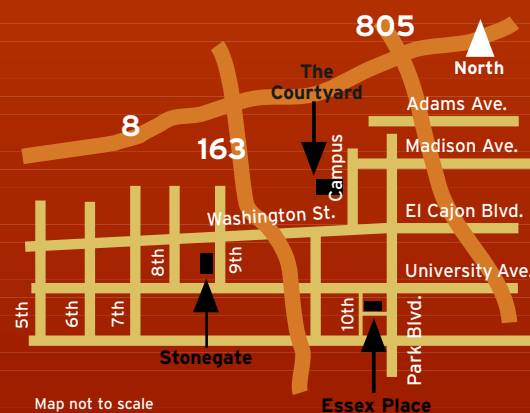 805
North
The
Courtyard
Adams Ave.
8
163
Madison Ave.
Campus
Washington St.
El Cajon Blvd.
8th
9th
University Ave.
5th
6th
7th
10th
Park Blvd.
Stonegate
Essex Place
Map not to scale